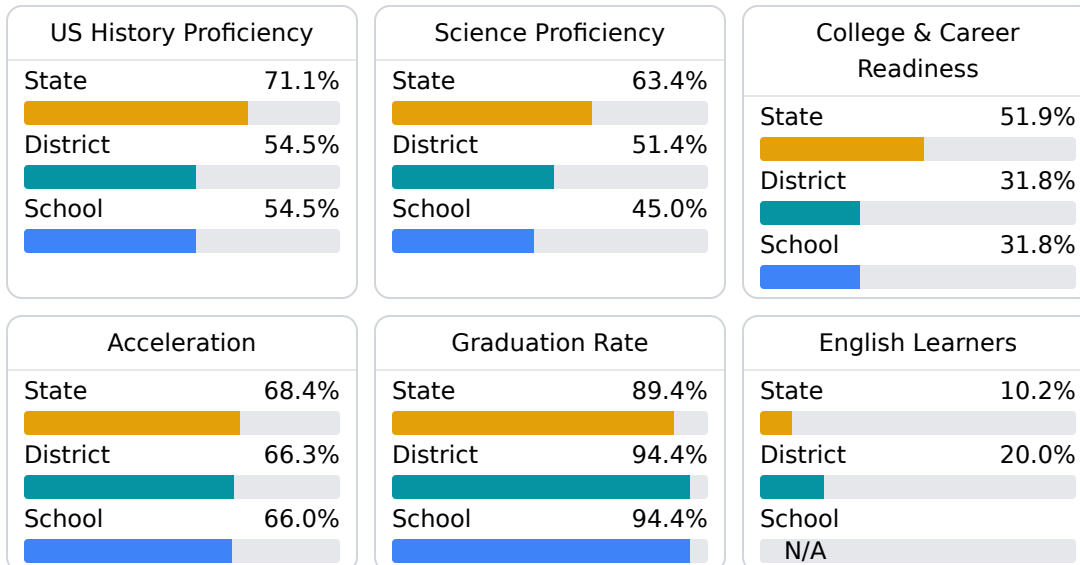 US History Proficiency
State 71.1%
District 54.5%
School 54.5%
Science Proficiency
State 63.4%
District 51.4%
School 45.0%
College & Career
Readiness
State 51.9%
District 31.8%
School 31.8%
Acceleration
State 68.4%
District 66.3%
School 66.0%
Graduation Rate
State 89.4%
District 94.4%
School 94.4%
English Learners
State 10.2%
District 20.0%
School
N/A